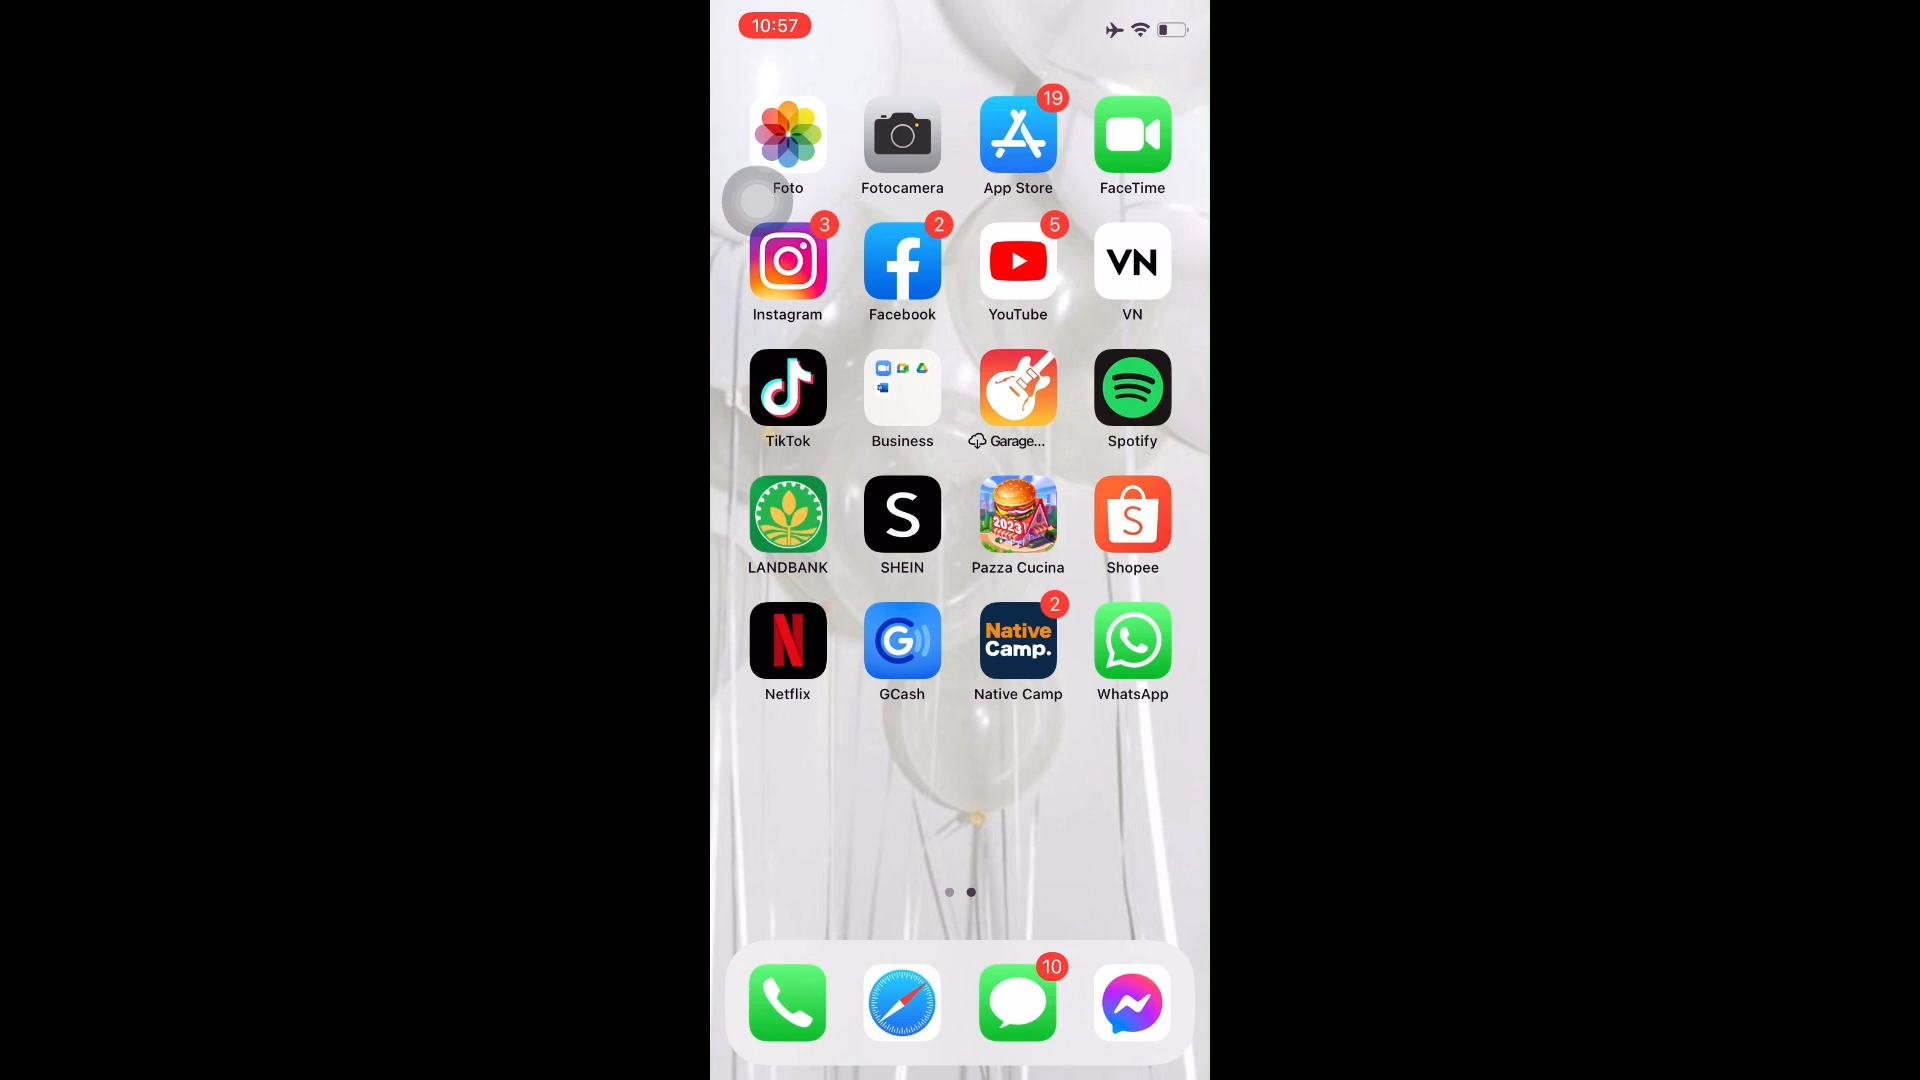 10:57
19
Foto
Fotocamera
App Store
FaceTime
3
2
5
VN
Instagram
Facebook
YouTube
VN
TikTok
Business
Garage...
Spotify
S
2023
S
LANDBANK
SHEIN
Pazza Cucina
Shopee
N
G
2
Native
Camp.
Netflix
GCash
Native Camp
WhatsApp
10